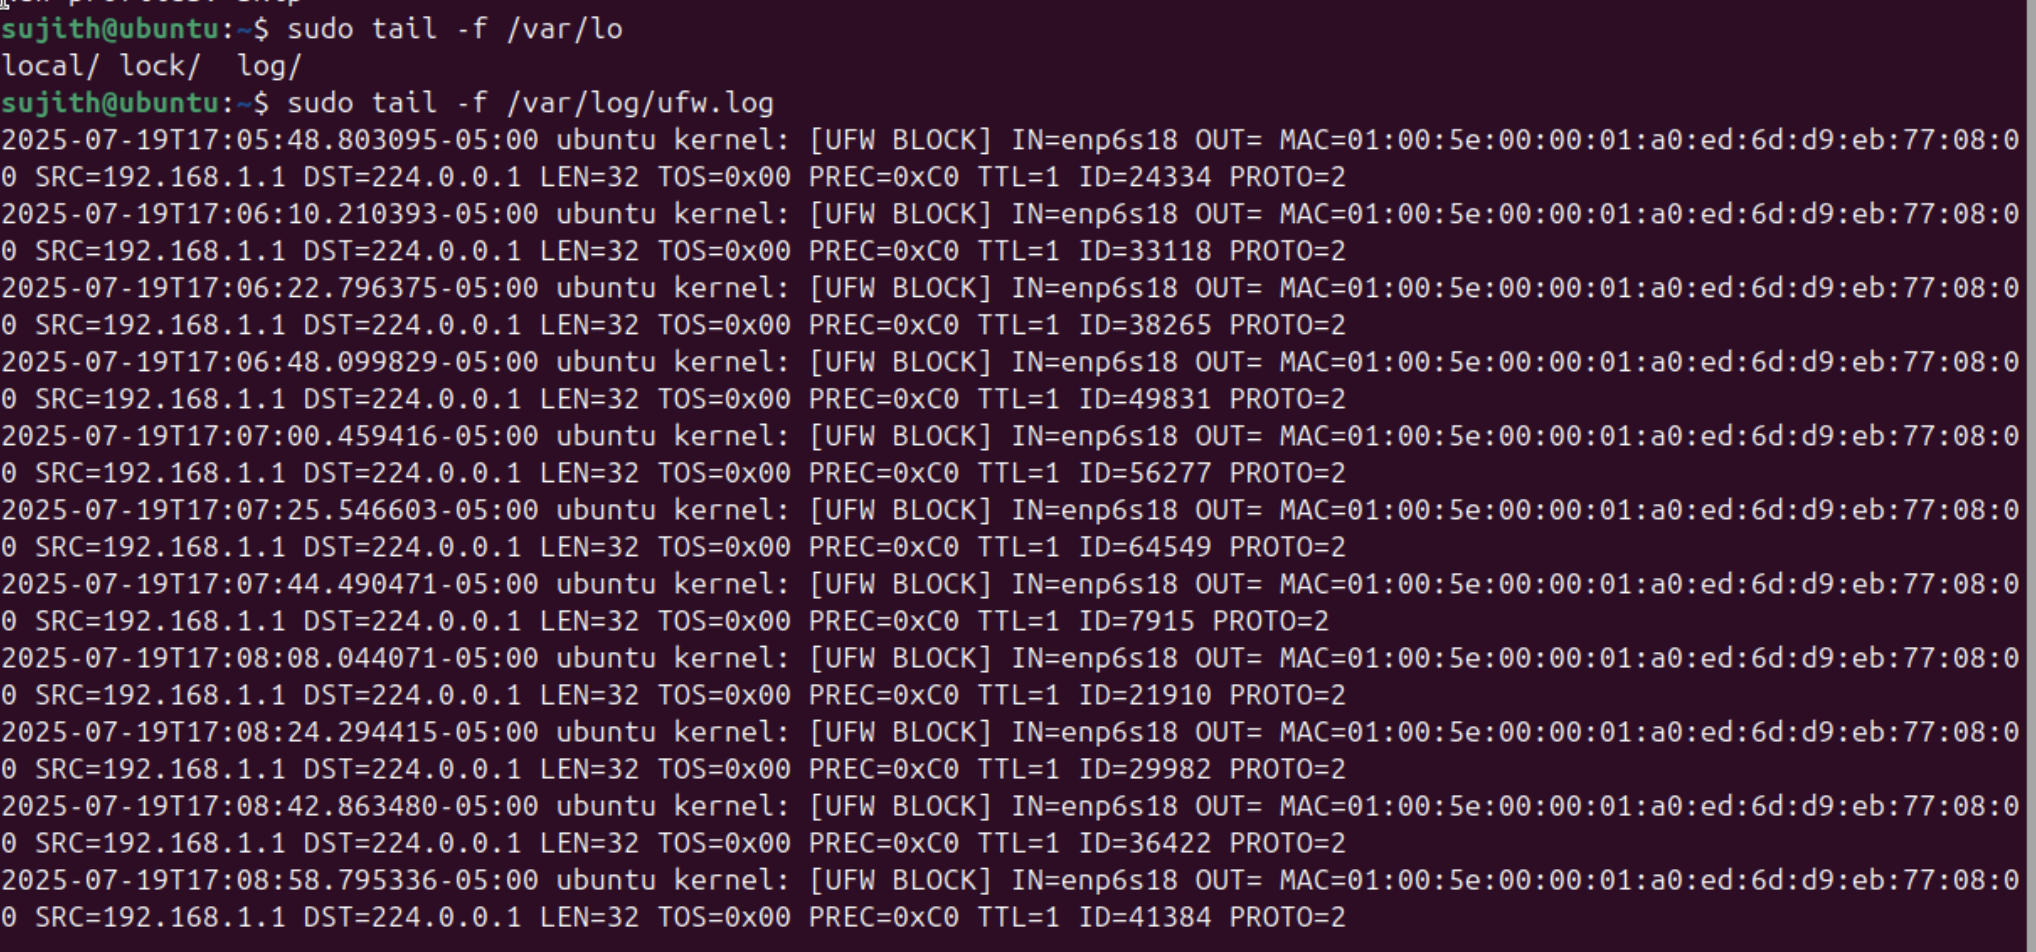 sujith@ubuntu:~$ sudo tail -f /var/lo
local/ lock/  log/
sujith@ubuntu:~$ sudo tail -f /var/log/ufw.log
2025-07-19T17:05:48.803095-05:00 ubuntu kernel: [UFW BLOCK] IN=enp6s18 OUT= MAC=01:00:5e:00:00:01:a0:ed:6d:d9:eb:77:08:0
0 SRC=192.168.1.1 DST=224.0.0.1 LEN=32 TOS=0x00 PREC=0xC0 TTL=1 ID=24334 PROTO=2
2025-07-19T17:06:10.210393-05:00 ubuntu kernel: [UFW BLOCK] IN=enp6s18 OUT= MAC=01:00:5e:00:00:01:a0:ed:6d:d9:eb:77:08:0
0 SRC=192.168.1.1 DST=224.0.0.1 LEN=32 TOS=0x00 PREC=0xC0 TTL=1 ID=33118 PROTO=2
2025-07-19T17:06:22.796375-05:00 ubuntu kernel: [UFW BLOCK] IN=enp6s18 OUT= MAC=01:00:5e:00:00:01:a0:ed:6d:d9:eb:77:08:0
0 SRC=192.168.1.1 DST=224.0.0.1 LEN=32 TOS=0x00 PREC=0xC0 TTL=1 ID=38265 PROTO=2
2025-07-19T17:06:48.099829-05:00 ubuntu kernel: [UFW BLOCK] IN=enp6s18 OUT= MAC=01:00:5e:00:00:01:a0:ed:6d:d9:eb:77:08:0
0 SRC=192.168.1.1 DST=224.0.0.1 LEN=32 TOS=0x00 PREC=0xC0 TTL=1 ID=49831 PROTO=2
2025-07-19T17:07:00.459416-05:00 ubuntu kernel: [UFW BLOCK] IN=enp6s18 OUT= MAC=01:00:5e:00:00:01:a0:ed:6d:d9:eb:77:08:0
0 SRC=192.168.1.1 DST=224.0.0.1 LEN=32 TOS=0x00 PREC=0xC0 TTL=1 ID=56277 PROTO=2
2025-07-19T17:07:25.546603-05:00 ubuntu kernel: [UFW BLOCK] IN=enp6s18 OUT= MAC=01:00:5e:00:00:01:a0:ed:6d:d9:eb:77:08:0
0 SRC=192.168.1.1 DST=224.0.0.1 LEN=32 TOS=0x00 PREC=0xC0 TTL=1 ID=64549 PROTO=2
2025-07-19T17:07:44.490471-05:00 ubuntu kernel: [UFW BLOCK] IN=enp6s18 OUT= MAC=01:00:5e:00:00:01:a0:ed:6d:d9:eb:77:08:0
0 SRC=192.168.1.1 DST=224.0.0.1 LEN=32 TOS=0x00 PREC=0xC0 TTL=1 ID=7915 PROTO=2
2025-07-19T17:08:08.044071-05:00 ubuntu kernel: [UFW BLOCK] IN=enp6s18 OUT= MAC=01:00:5e:00:00:01:a0:ed:6d:d9:eb:77:08:0
0 SRC=192.168.1.1 DST=224.0.0.1 LEN=32 TOS=0x00 PREC=0xC0 TTL=1 ID=21910 PROTO=2
2025-07-19T17:08:24.294415-05:00 ubuntu kernel: [UFW BLOCK] IN=enp6s18 OUT= MAC=01:00:5e:00:00:01:a0:ed:6d:d9:eb:77:08:0
0 SRC=192.168.1.1 DST=224.0.0.1 LEN=32 TOS=0x00 PREC=0xC0 TTL=1 ID=29982 PROTO=2
2025-07-19T17:08:42.863480-05:00 ubuntu kernel: [UFW BLOCK] IN=enp6s18 OUT= MAC=01:00:5e:00:00:01:a0:ed:6d:d9:eb:77:08:0
0 SRC=192.168.1.1 DST=224.0.0.1 LEN=32 TOS=0x00 PREC=0xC0 TTL=1 ID=36422 PROTO=2
2025-07-19T17:08:58.795336-05:00 ubuntu kernel: [UFW BLOCK] IN=enp6s18 OUT= MAC=01:00:5e:00:00:01:a0:ed:6d:d9:eb:77:08:0
0 SRC=192.168.1.1 DST=224.0.0.1 LEN=32 TOS=0x00 PREC=0xC0 TTL=1 ID=41384 PROTO=2